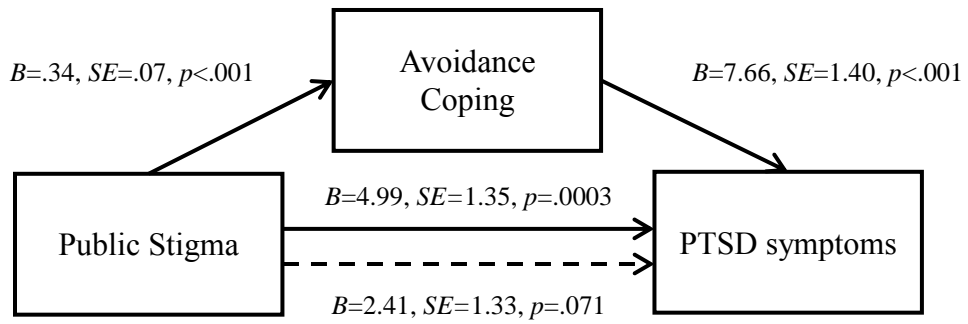 Avoidance
Coping
B=.34, SE=.07, p<.001
B=7.66, SE=1.40, p<.001
B=4.99, SE=1.35, p=.0003
Public Stigma
PTSD symptoms
B=2.41, SE=1.33, p=.071